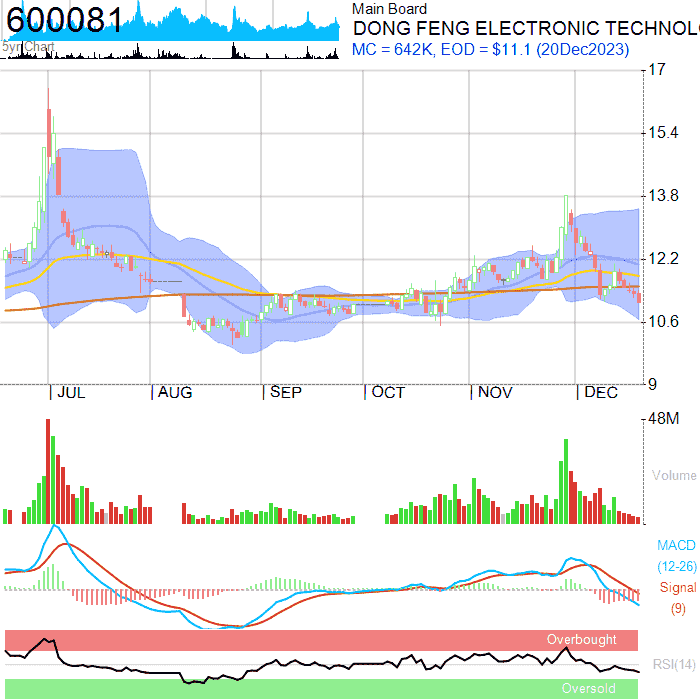 600081
5yr Chart
Main Board
DONG FENG ELECTRONIC TECHNOL
MC = 642K, EOD = $11.1 (20Dec2023)
17
15.4
13.8
12.2
10.6
9
| JUL | AUG | SEP | OCT | NOV | DEC
48M
Volume
MACD
(12-26)
Signal
(9)
Overbought
RSI(14)
Oversold